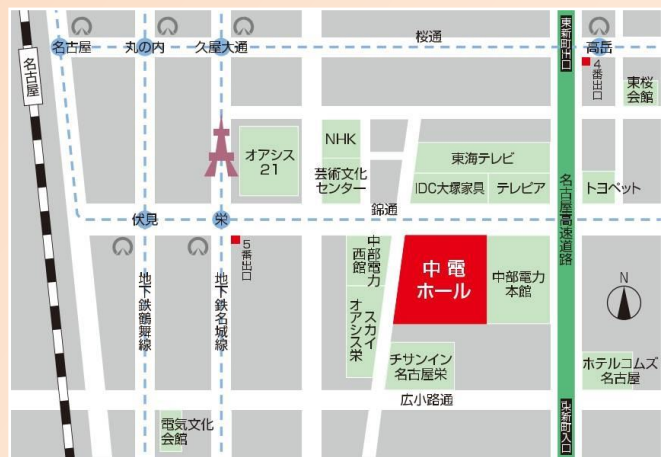 桜通
名古屋
丸の内
久屋大通
高岳
東新町出口
4番出口
東桜
会館
名古屋
オアシス
21
NHK
芸術文化
センター
東海テレビ
IDC大塚家具
テレビア
トヨペット
名古屋高速道路
錦通
伏見
栄
5番出口
中部電力
西館
中電
ホール
中部電力
本館
N
地下鉄鶴舞線
地下鉄名城線
スカイ
オアシス栄
チサンイン
名古屋栄
ホテルコムズ
名古屋
広小路通
電気文化
会館
東新町入口